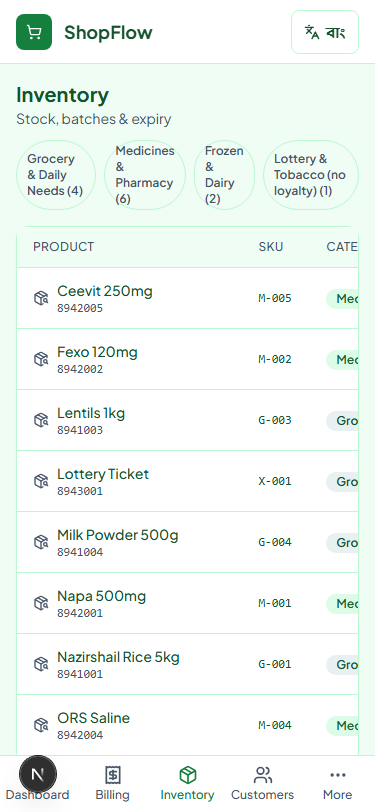 ShopFlow
বাং
Inventory
Stock, batches & expiry
Grocery
& Daily
Needs (4)
Medicines
&
Pharmacy
(6)
Frozen
&
Dairy
(2)
Lottery &
Tobacco (no
loyalty) (1)
PRODUCT SKU CATE
Ceevit 250mg
8942005
M-005 Med
Fexo 120mg
8942002
M-002 Med
Lentils 1kg
8941003
G-003 Gro
Lottery Ticket
8943001
X-001 Gro
Milk Powder 500g
8941004
G-004 Gro
Napa 500mg
8942001
M-001 Med
Nazirshail Rice 5kg
8941001
G-001 Gro
ORS Saline
8942004
M-004 Med
N
Dashboard Billing Inventory Customers More